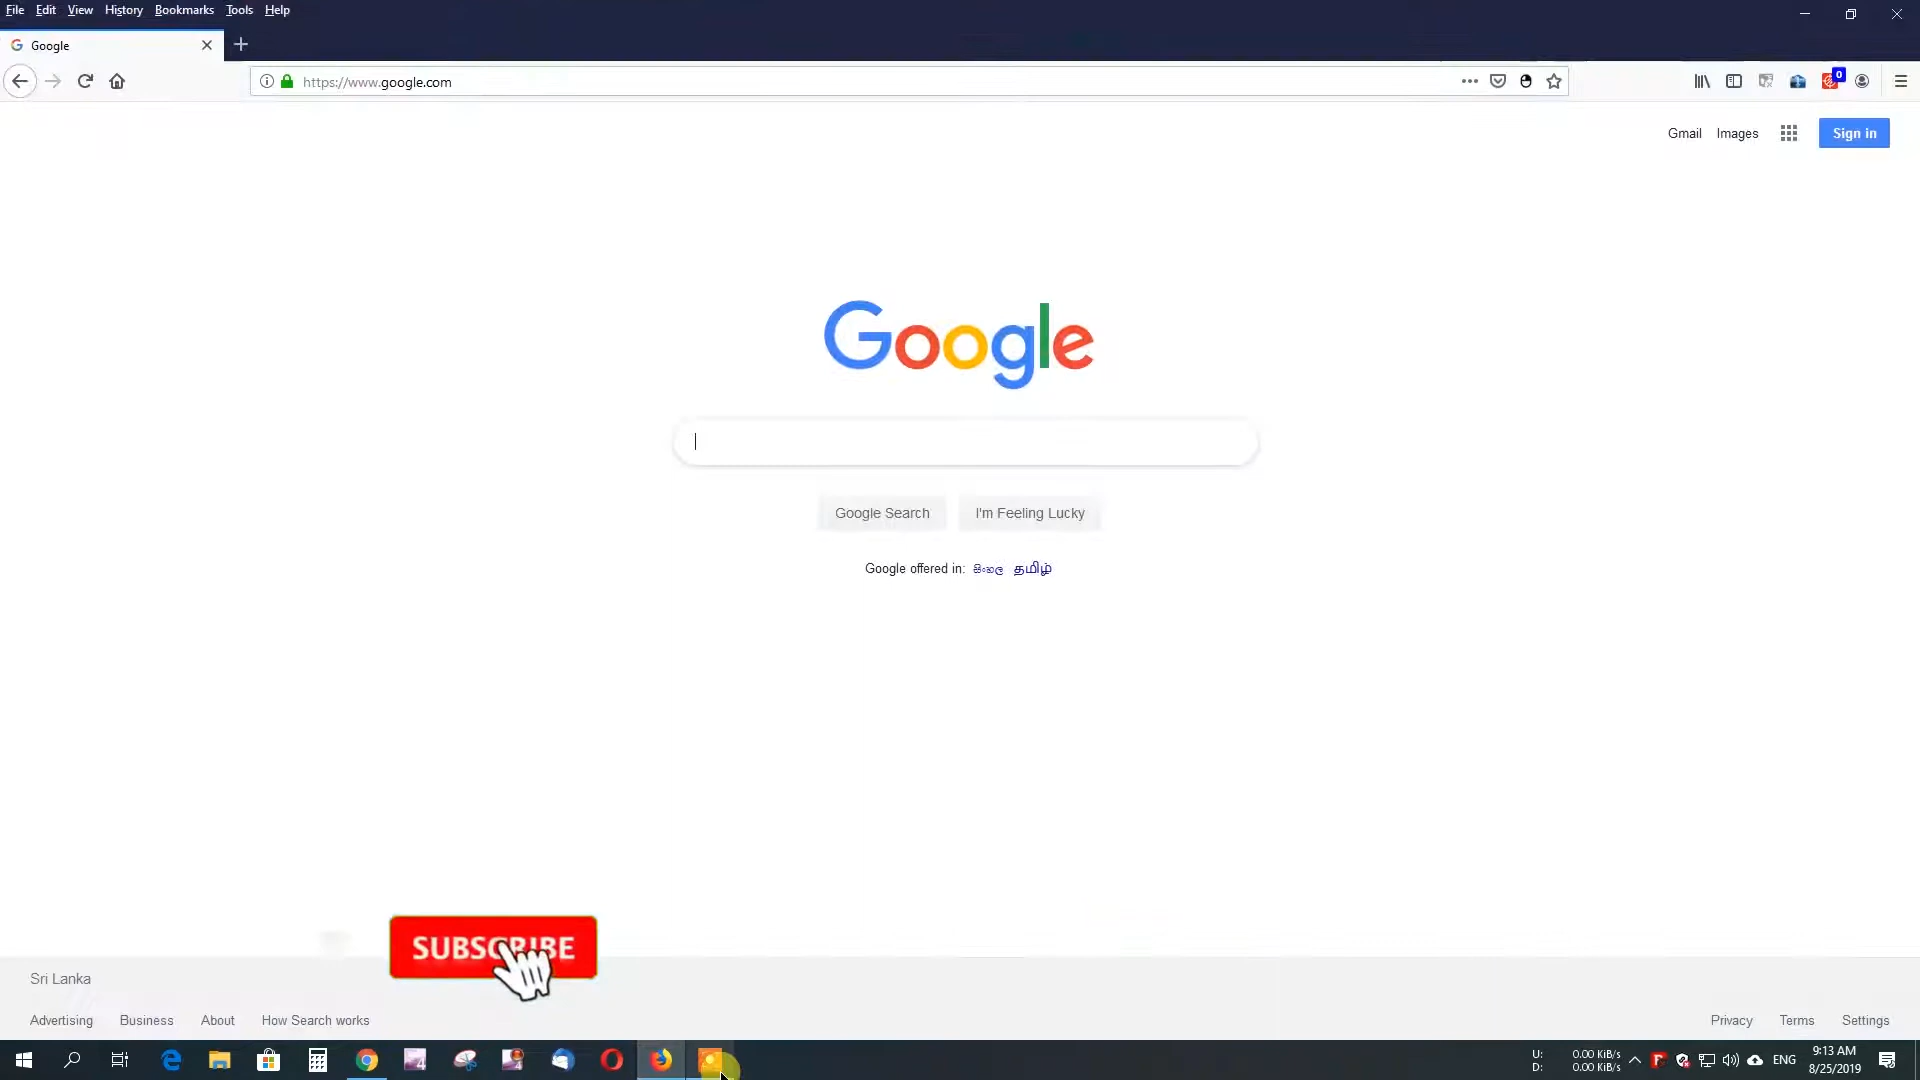 File Edit View History Bookmarks Tools Help
Google
https://www.google.com
0
Gmail Images Sign in
Google
Google Search I'm Feeling Lucky
Google offered in: සිංහල தமிழ்
SUBSCRIBE
Sri Lanka
Advertising Business About How Search works Privacy Terms Settings
U: 0.00 KiB/s
D: 0.00 KiB/s
ENG
9:13 AM
8/25/2019